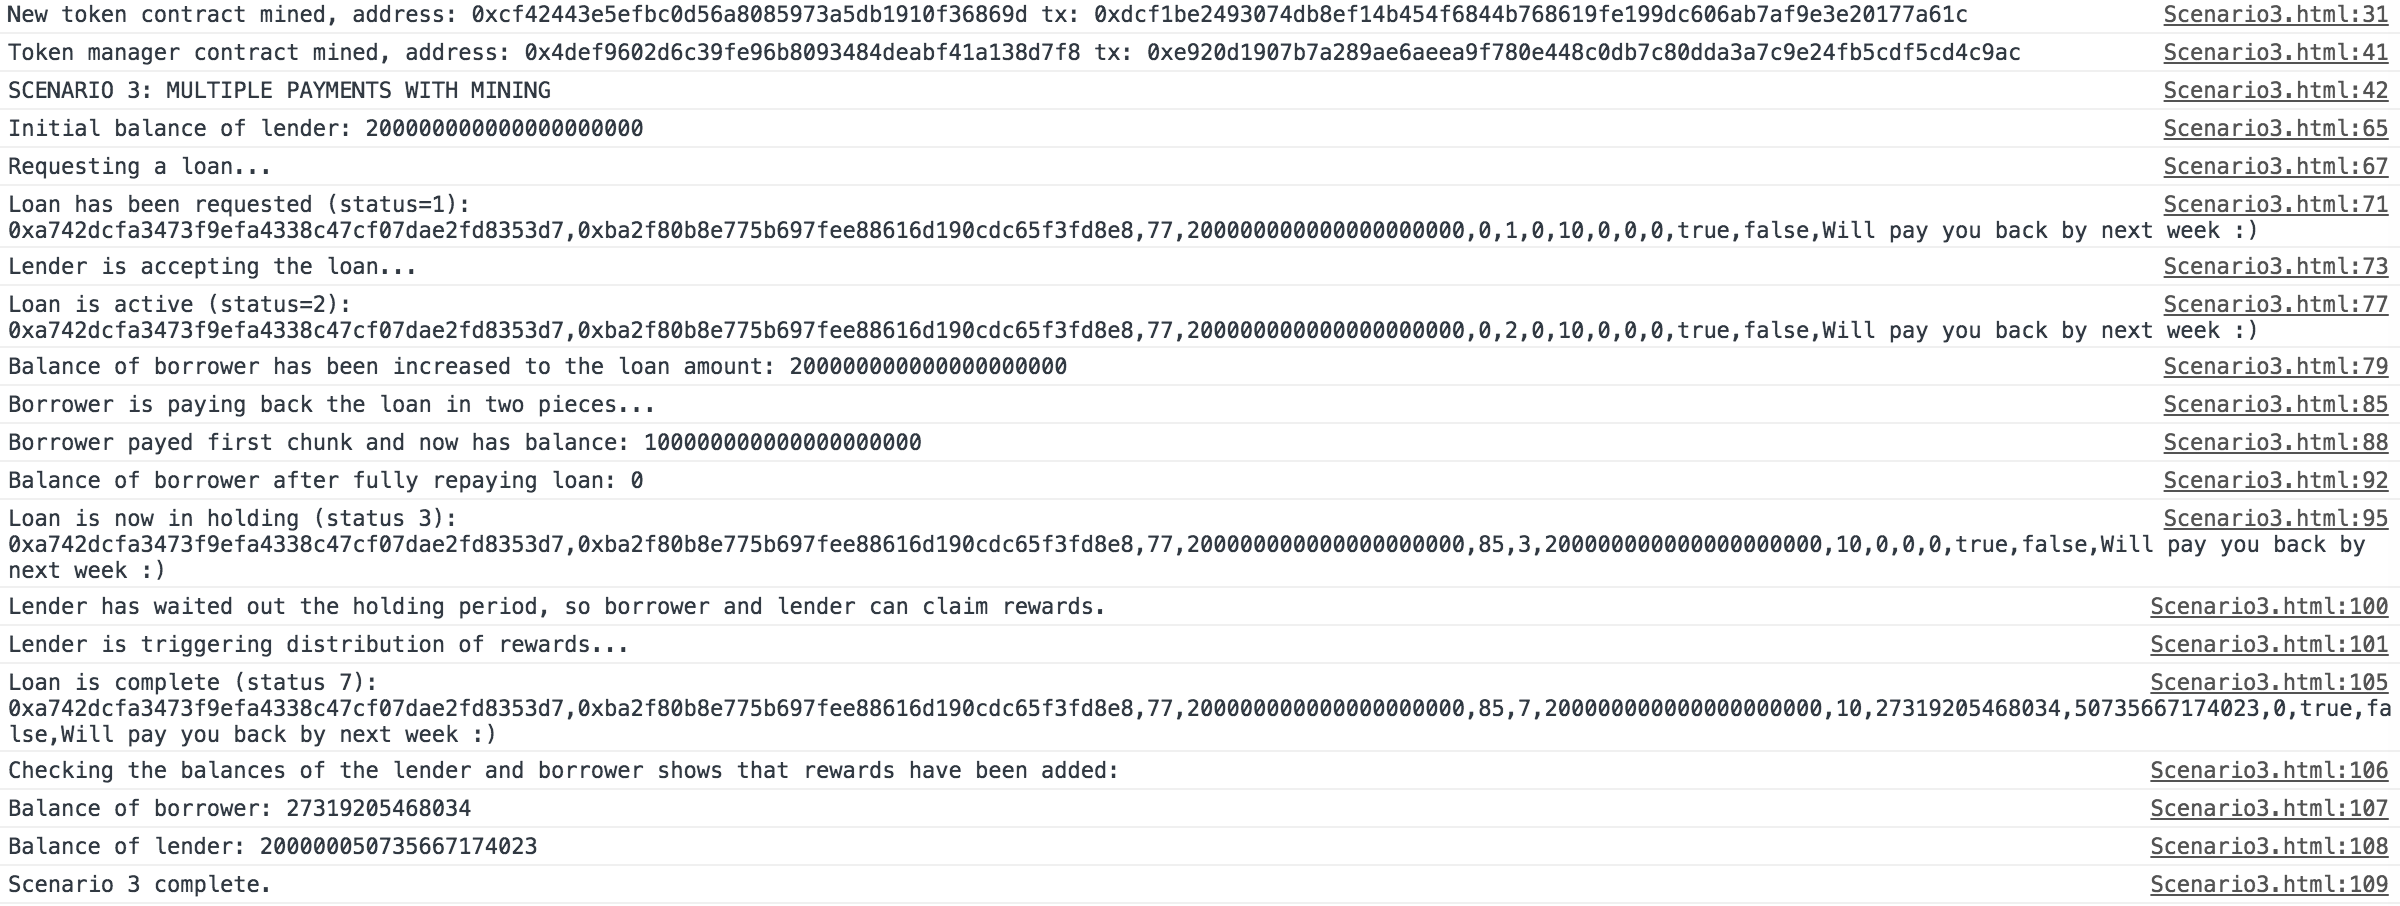 New token contract mined, address: 0xcf42443e5efbc0d56a8085973a5db1910f36869d tx: 0xdcf1be2493074db8ef14b454f6844b768619fe199dc606ab7af9e3e20177a61c Scenario3.html:31
Token manager contract mined, address: 0x4def9602d6c39fe96b8093484deabf41a138d7f8 tx: 0xe920d1907b7a289ae6aeea9f780e448c0db7c80dda3a7c9e24fb5cdf5cd4c9ac Scenario3.html:41
SCENARIO 3: MULTIPLE PAYMENTS WITH MINING Scenario3.html:42
Initial balance of lender: 200000000000000000000 Scenario3.html:65
Requesting a loan... Scenario3.html:67
Loan has been requested (status=1): Scenario3.html:71
0xa742dcfa3473f9efa4338c47cf07dae2fd8353d7,0xba2f80b8e775b697fee88616d190cdc65f3fd8e8,77,200000000000000000000,0,1,0,10,0,0,0,true,false,Will pay you back by next week :)
Lender is accepting the loan... Scenario3.html:73
Loan is active (status=2): Scenario3.html:77
0xa742dcfa3473f9efa4338c47cf07dae2fd8353d7,0xba2f80b8e775b697fee88616d190cdc65f3fd8e8,77,200000000000000000000,0,2,0,10,0,0,0,true,false,Will pay you back by next week :)
Balance of borrower has been increased to the loan amount: 200000000000000000000 Scenario3.html:79
Borrower is paying back the loan in two pieces... Scenario3.html:85
Borrower payed first chunk and now has balance: 100000000000000000000 Scenario3.html:88
Balance of borrower after fully repaying loan: 0 Scenario3.html:92
Loan is now in holding (status 3): Scenario3.html:95
0xa742dcfa3473f9efa4338c47cf07dae2fd8353d7,0xba2f80b8e775b697fee88616d190cdc65f3fd8e8,77,200000000000000000000,85,3,200000000000000000000,10,0,0,0,true,false,Will pay you back by
next week :)
Lender has waited out the holding period, so borrower and lender can claim rewards. Scenario3.html:100
Lender is triggering distribution of rewards... Scenario3.html:101
Loan is complete (status 7): Scenario3.html:105
0xa742dcfa3473f9efa4338c47cf07dae2fd8353d7,0xba2f80b8e775b697fee88616d190cdc65f3fd8e8,77,200000000000000000000,85,7,200000000000000000000,10,27319205468034,50735667174023,0,true,fa
lse,Will pay you back by next week :)
Checking the balances of the lender and borrower shows that rewards have been added: Scenario3.html:106
Balance of borrower: 27319205468034 Scenario3.html:107
Balance of lender: 200000050735667174023 Scenario3.html:108
Scenario 3 complete. Scenario3.html:109